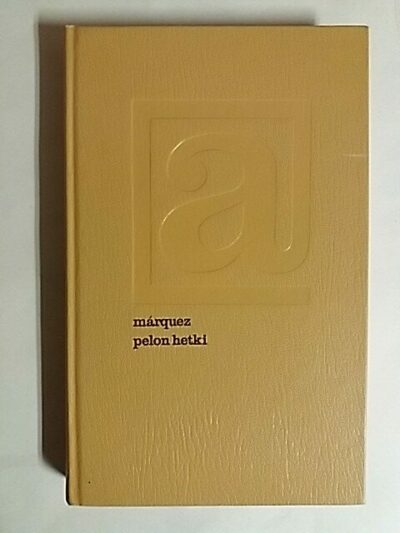 a
márquez
pelon hetki